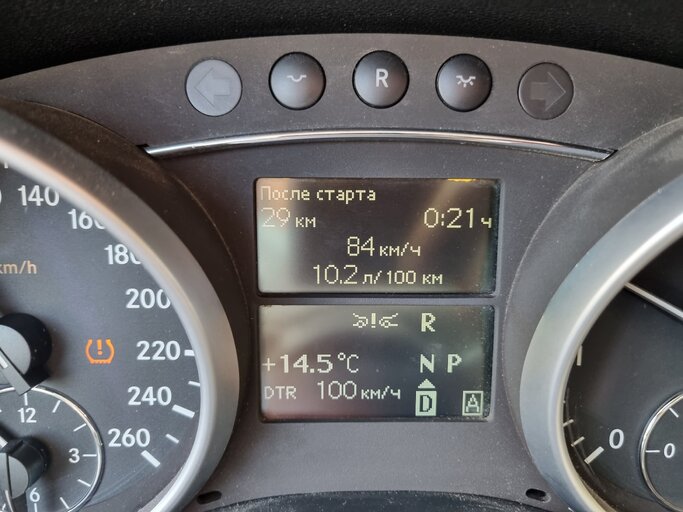 R
После старта
29 км 0:21 ч
84 км/ч
10.2 л/100 км
R
+14.5°C N P
DTR 100 км/ч D A
140
160
180
km/h
200
220
240
260
12
3
6
0
0